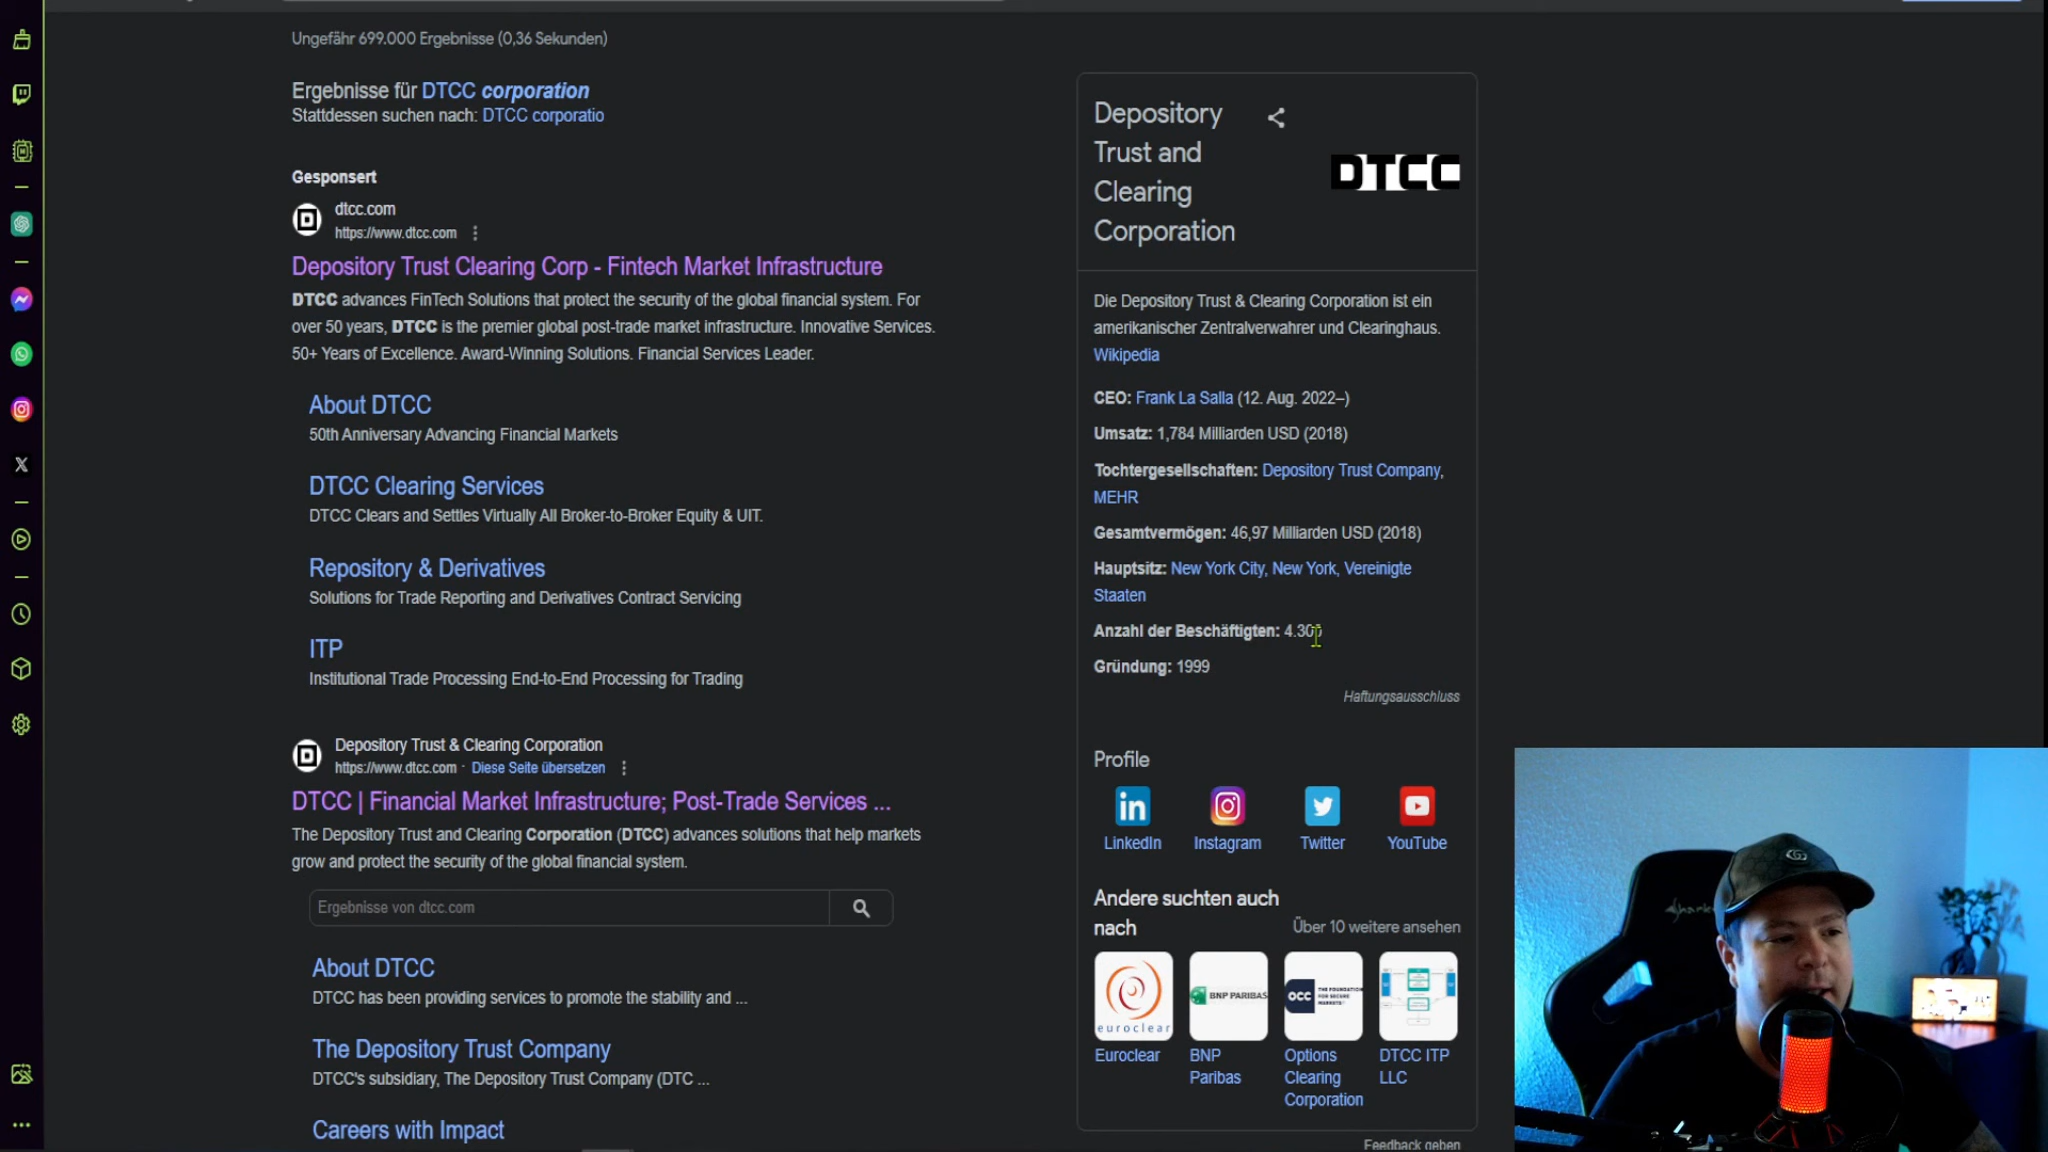 Ungefähr 699.000 Ergebnisse (0,36 Sekunden)
Ergebnisse für DTCC corporation
Stattdessen suchen nach: DTCC corporatio
Gesponsert
dtcc.com
https://www.dtcc.com
Depository Trust Clearing Corp - Fintech Market Infrastructure
DTCC advances FinTech Solutions that protect the security of the global financial system. For
over 50 years, DTCC is the premier global post-trade market infrastructure. Innovative Services.
50+ Years of Excellence. Award-Winning Solutions. Financial Services Leader.
About DTCC
50th Anniversary Advancing Financial Markets
DTCC Clearing Services
DTCC Clears and Settles Virtually All Broker-to-Broker Equity & UIT.
Repository & Derivatives
Solutions for Trade Reporting and Derivatives Contract Servicing
ITP
Institutional Trade Processing End-to-End Processing for Trading
Depository Trust & Clearing Corporation
https://www.dtcc.com · Diese Seite übersetzen
DTCC | Financial Market Infrastructure; Post-Trade Services ...
The Depository Trust and Clearing Corporation (DTCC) advances solutions that help markets
grow and protect the security of the global financial system.
Ergebnisse von dtcc.com
About DTCC
DTCC has been providing services to promote the stability and ...
The Depository Trust Company
DTCC's subsidiary, The Depository Trust Company (DTC ...
Careers with Impact
Depository
Trust and
Clearing
Corporation
DTCC
Die Depository Trust & Clearing Corporation ist ein
amerikanischer Zentralverwahrer und Clearinghaus.
Wikipedia
CEO: Frank La Salla (12. Aug. 2022–)
Umsatz: 1,784 Milliarden USD (2018)
Tochtergesellschaften: Depository Trust Company,
MEHR
Gesamtvermögen: 46,97 Milliarden USD (2018)
Hauptsitz: New York City, New York, Vereinigte
Staaten
Anzahl der Beschäftigten:
Gründung: 1999
Haftungsausschluss
Profile
LinkedIn
Instagram
Twitter
YouTube
Andere suchten auch
nach
Über 10 weitere ansehen
euroclear
BNP PARIBAS
OCC
THE FOUNDATION
FOR SECURE
MARKETS
Euroclear
BNP
Paribas
Options
Clearing
Corporation
DTCC ITP
LLC
Feedback geben